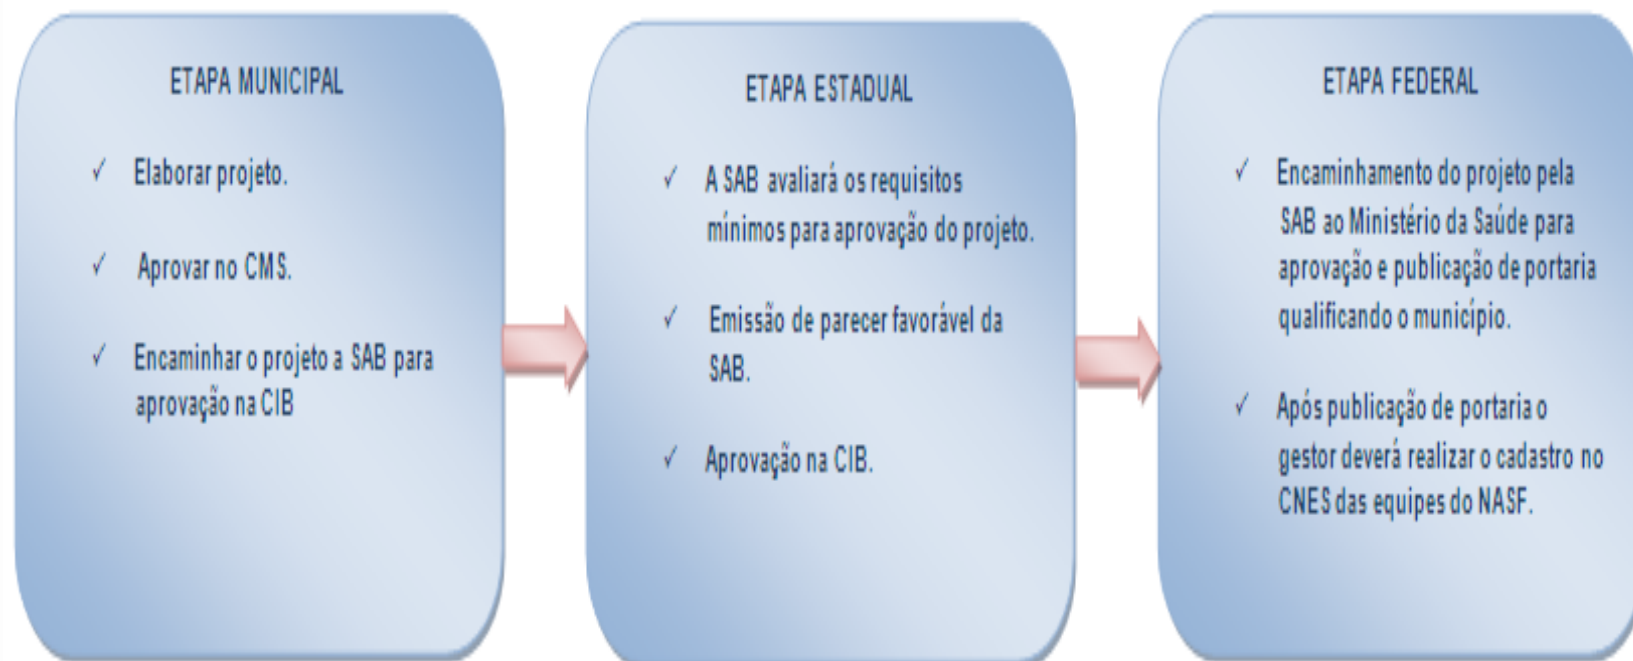 ETAPA MUNICIPAL
✓ Elaborar projeto.
✓ Aprovar no CMS.
✓ Encaminhar o projeto a SAB para
aprovação na CIB
ETAPA ESTADUAL
✓ A SAB avaliará os requisitos
mínimos para aprovação do projeto.
✓ Emissão de parecer favorável da
SAB.
✓ Aprovação na CIB.
ETAPA FEDERAL
✓ Encaminhamento do projeto pela
SAB ao Ministério da Saúde para
aprovação e publicação de portaria
qualificando o município.
✓ Após publicação de portaria o
gestor deverá realizar o cadastro no
CNES das equipes do NASF.